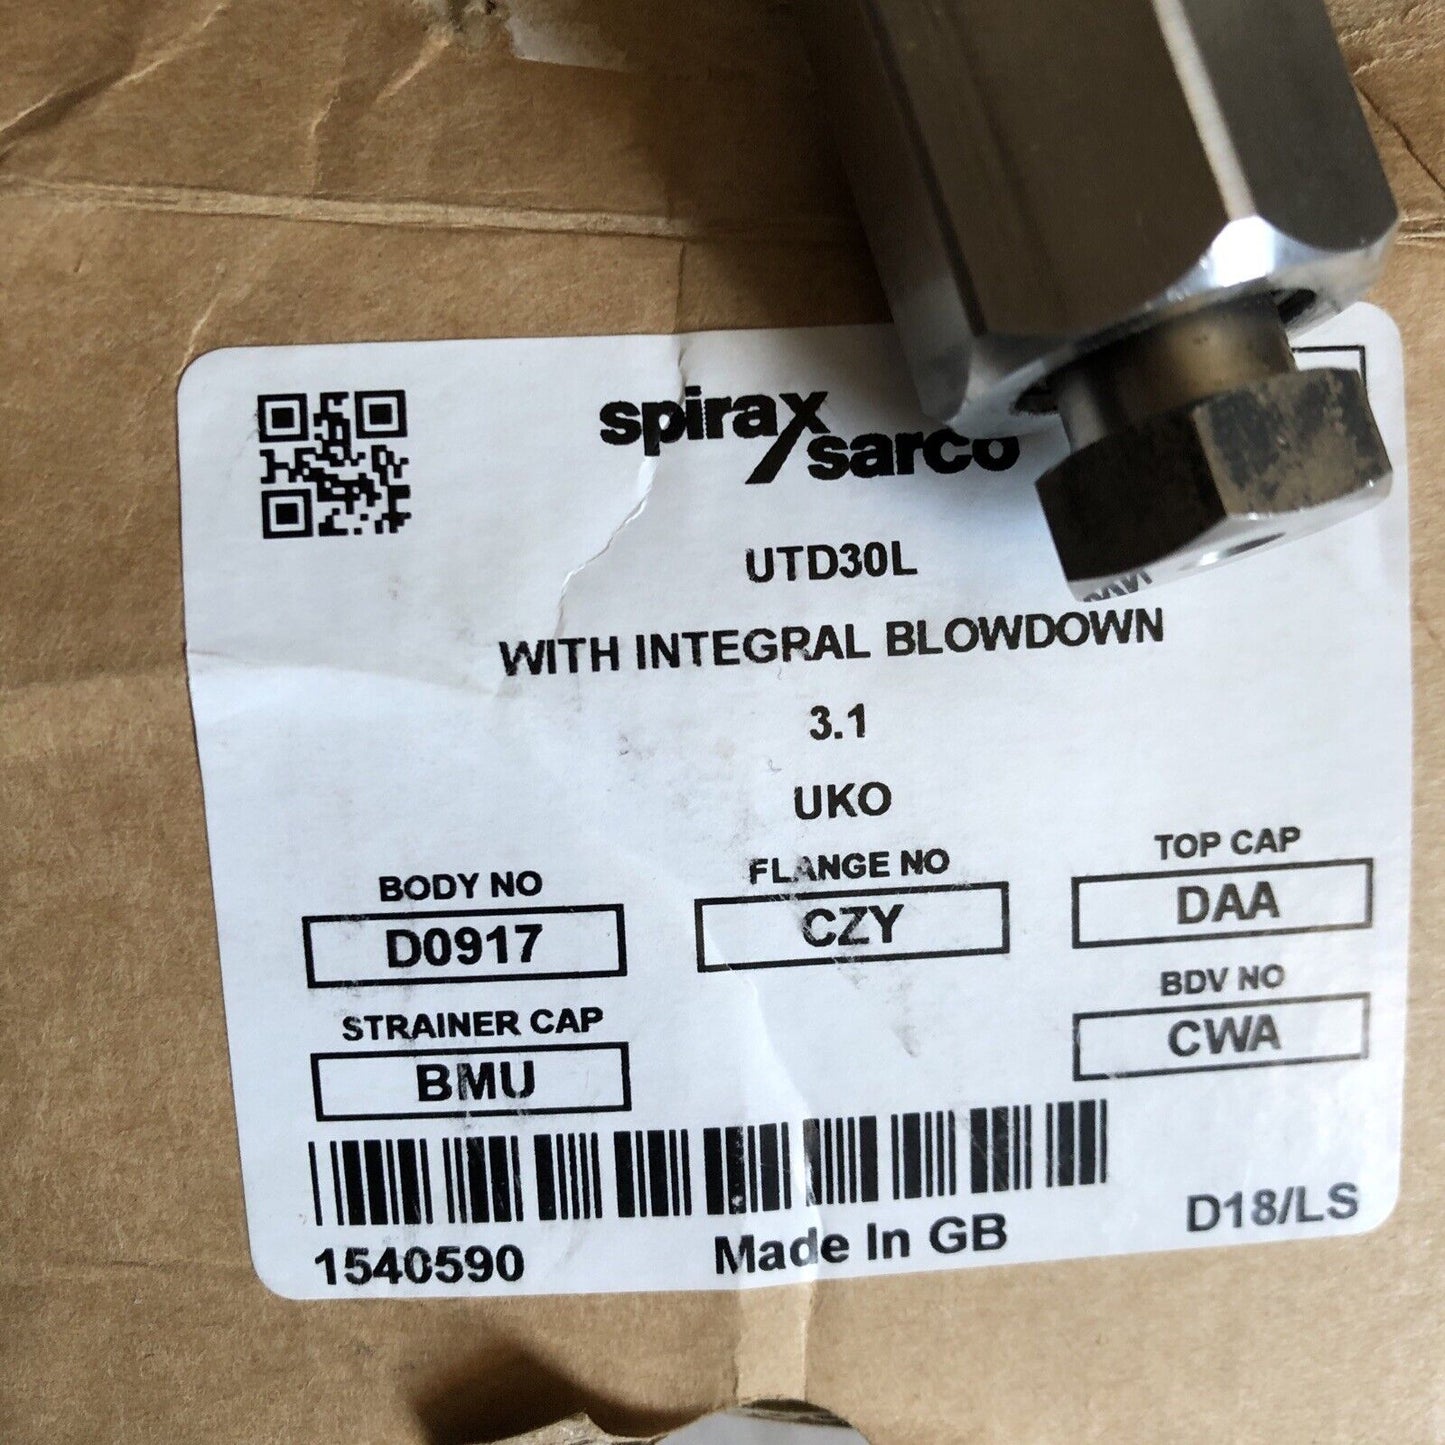 spirax
sarco
UTD30L
WITH INTEGRAL BLOWDOWN
3.1
UKO
BODY NO
D0917
FLANGE NO
CZY
TOP CAP
DAA
STRAINER CAP
BMU
BDV NO
CWA
1540590
Made In GB
D18/LS